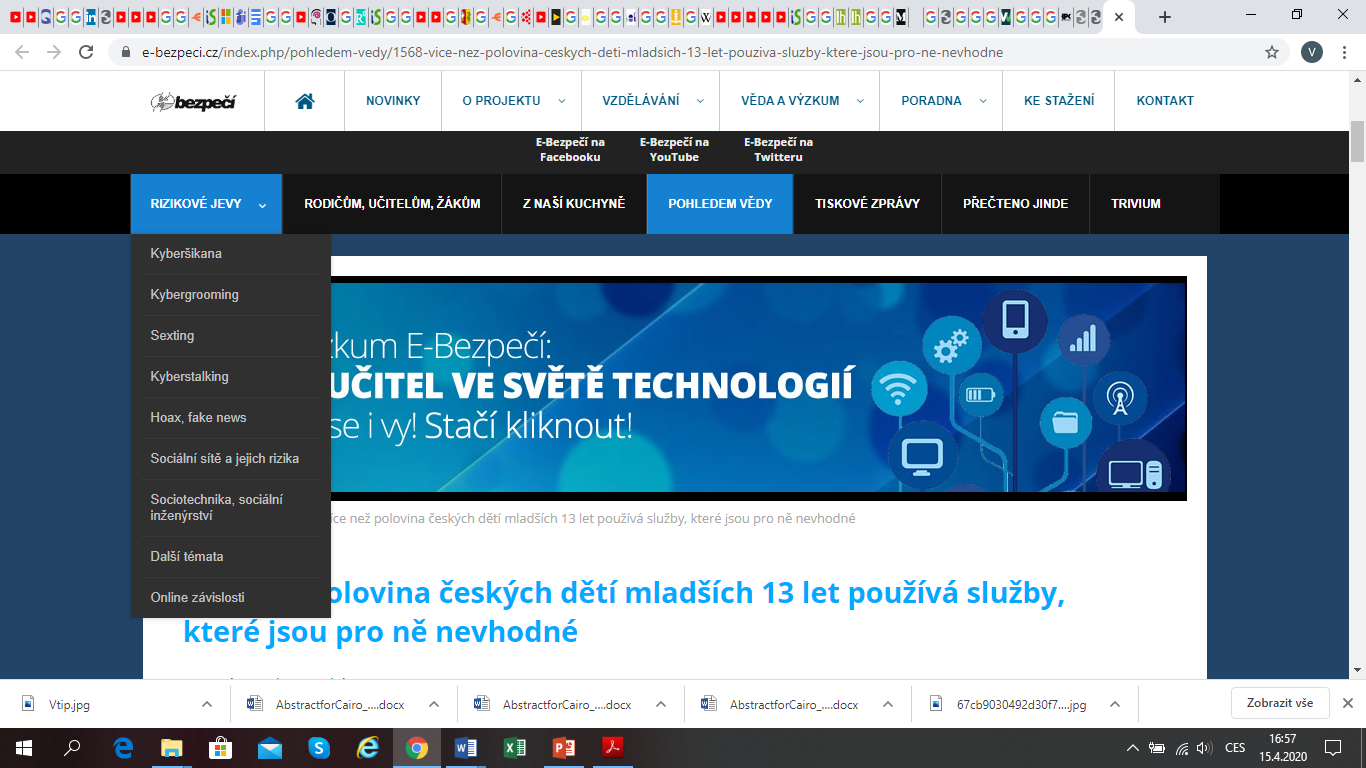 e-bezpeci.cz/index.php/pohledem-vedy/1568-vice-nez-polovina-ceskych-deti-mladsich-13-let-pouziva-sluzby-ktere-jsou-pro-ne-nevhodne
V
bezpečí
NOVINKY
O PROJEKTU
VZDĚLÁVÁNÍ
VĚDA A VÝZKUM
PORADNA
KE STAŽENÍ
KONTAKT
E-Bezpečí na
Facebooku
E-Bezpečí na
YouTube
E-Bezpečí na
Twitteru
RIZIKOVÉ JEVY
RODIČŮM, UČITELŮM, ŽÁKŮM
Z NAŠÍ KUCHYNĚ
POHLEDEM VĚDY
TISKOVÉ ZPRÁVY
PŘEČTENO JINDE
TRIVIUM
Kyberšikana
Kybergrooming
Sexting
Kyberstalking
Hoax, fake news
Sociální sítě a jejich rizika
Sociotechnika, sociální
inženýrství
Další témata
Online závislosti
zkum E-Bezpečí:
UČITEL VE SVĚTĚ TECHNOLOGIÍ
se i vy! Stačí kliknout!
íce než polovina českých dětí mladších 13 let používá služby, které jsou pro ně nevhodné
olovina českých dětí mladších 13 let používá služby,
které jsou pro ně nevhodné
Vtip.jpg
AbstractforCairo_....docx
AbstractforCairo_....docx
AbstractforCairo_....docx
67cb9030492d30f7....jpg
Zobrazit vše
CES
16:57
15.4.2020